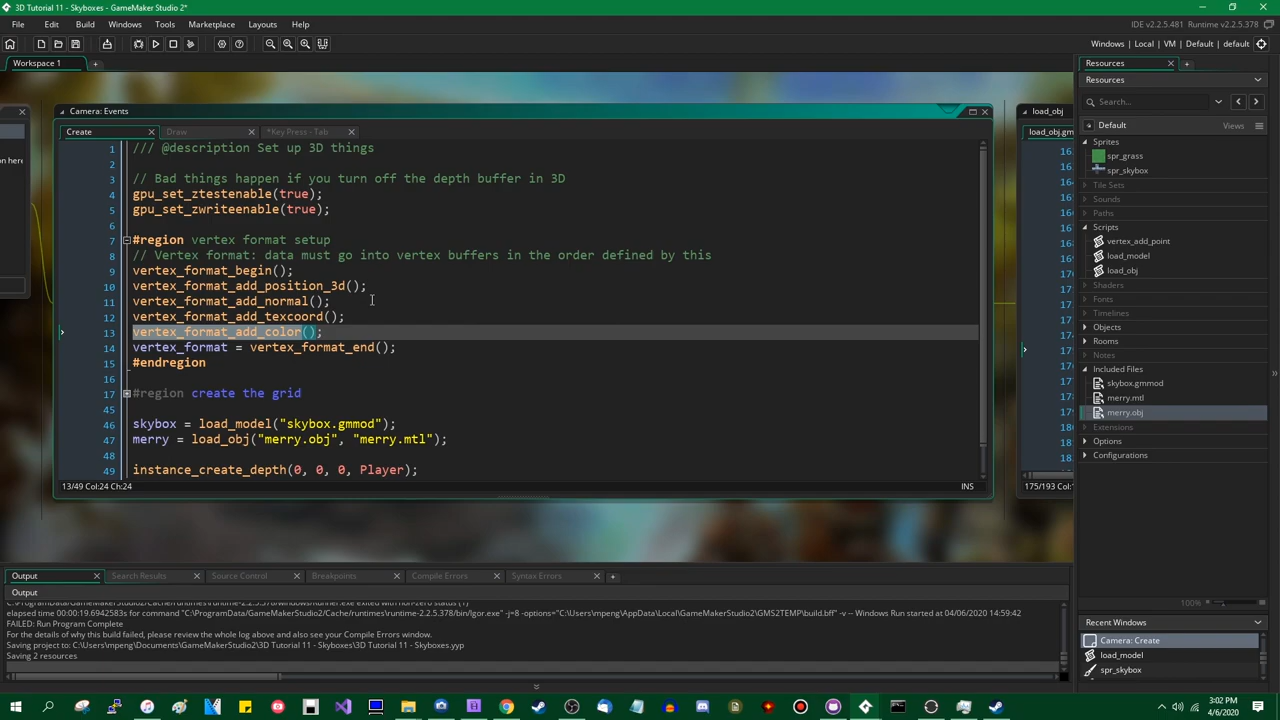 3D Tutorial 11 - Skyboxes - GameMaker Studio 2*
File Edit Build Windows Tools Marketplace Layouts Help
IDE v2.2.5.481 Runtime v2.2.5.378
Windows | Local | VM | Default | default
Workspace 1
Resources
Camera: Events
load_obj
Resources
Create Draw *Key Press - Tab
load_obj.gm
Search...
Default Views
on here
1 /// @description Set up 3D things
2
3 // Bad things happen if you turn off the depth buffer in 3D
4 gpu_set_ztestenable(true);
5 gpu_set_zwriteenable(true);
6
7 #region vertex format setup
8 // Vertex format: data must go into vertex buffers in the order defined by this
9 vertex_format_begin();
10 vertex_format_add_position_3d();
11 vertex_format_add_normal();
12 vertex_format_add_texcoord();
13 vertex_format_add_color();
14 vertex_format = vertex_format_end();
15 #endregion
16
17 #region create the grid
45
46 skybox = load_model("skybox.gmmod");
47 merry = load_obj("merry.obj", "merry.mtl");
48
49 instance_create_depth(0, 0, 0, Player);
13/49 Col:24 Ch:24
INS
175/193 Col:1
Sprites
spr_grass
spr_skybox
Tile Sets
Sounds
Paths
Scripts
vertex_add_point
load_model
load_obj
Shaders
Fonts
Timelines
Objects
Rooms
Notes
Included Files
skybox.gmmod
merry.mtl
merry.obj
Extensions
Options
Configurations
100%
Recent Windows
Camera: Create
load_model
spr_skybox
Output Search Results Source Control Breakpoints Compile Errors Syntax Errors
Output
elapsed time 00:00:19.6942583s for command "C:\ProgramData/GameMakerStudio2/Cache/runtimes\runtime-2.2.5.378/bin/Igor.exe" -j=8 -options="C:\Users\mpeng\AppData\Local\GameMakerStudio2\GMS2TEMP\build.bff" -v -- Windows Run started at 04/06/2020 14:59:42
FAILED: Run Program Complete
For the details of why this build failed, please review the whole log above and also see your Compile Errors window.
Saving project to: C:\Users\mpeng\Documents\GameMakerStudio2\3D Tutorial 11 - Skyboxes\3D Tutorial 11 - Skyboxes.yyp
Saving 2 resources
3:02 PM
4/6/2020